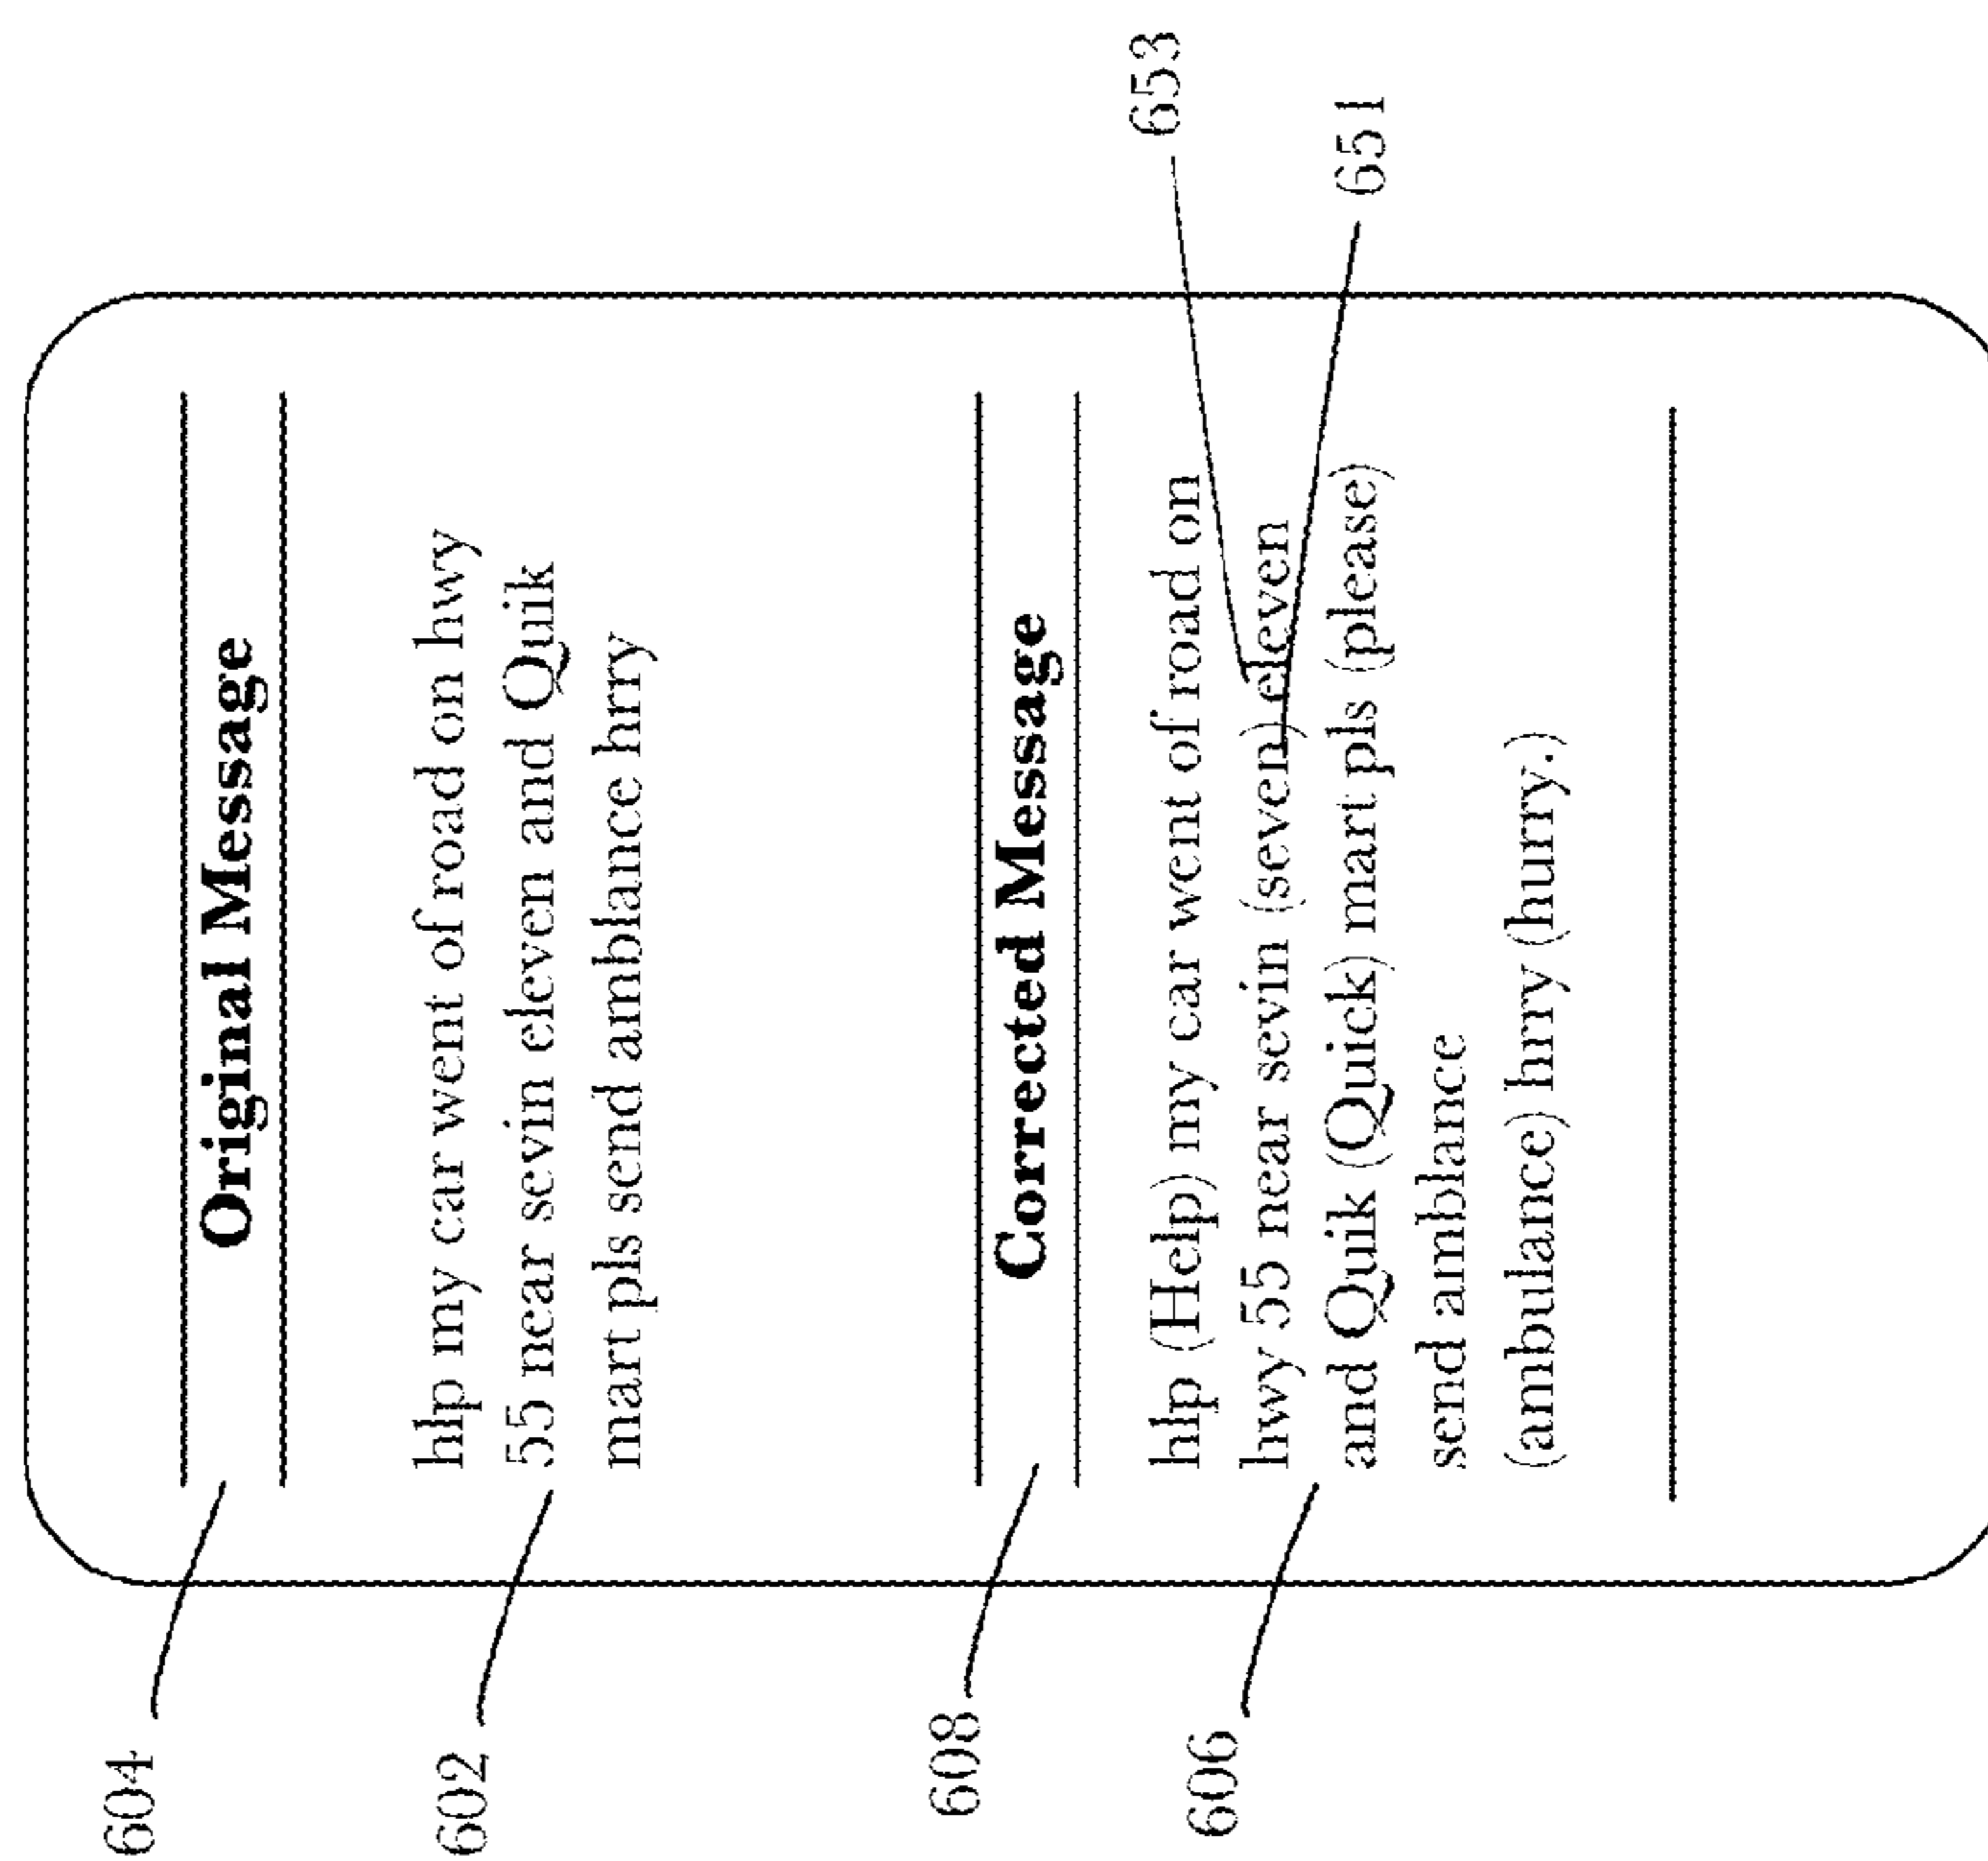 604
Original Message
602
hlp my car went of road on hwy
55 near sevin eleven and Quik
mart pls send amblance hrry
608
Corrected Message
653
606
hlp (Help) my car went of road on
hwy 55 near sevin (seven) eleven
and Quik (Quick) mart pls (please)
send amblance
(ambulance) hrry (hurry.)
651